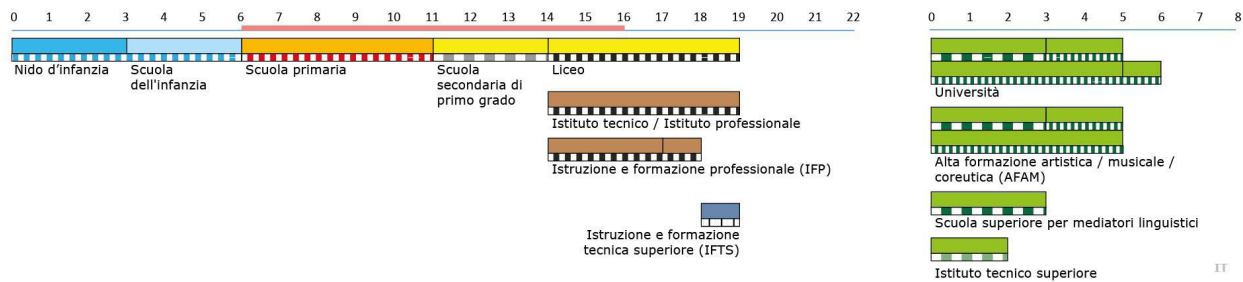 0 1 2 3 4 5 6 7 8 9 10 11 12 13 14 15 16 17 18 19 20 21 22
Nido d'infanzia
Scuola
dell'infanzia
Scuola primaria
Scuola
secondaria di
primo grado
Liceo
Istituto tecnico / Istituto professionale
Istruzione e formazione professionale (IFP)
Istruzione e formazione
tecnica superiore (IFTS)
0 1 2 3 4 5 6 7 8
Università
Alta formazione artistica / musicale /
coreutica (AFAM)
Scuola superiore per mediatori linguistici
Istituto tecnico superiore
IT